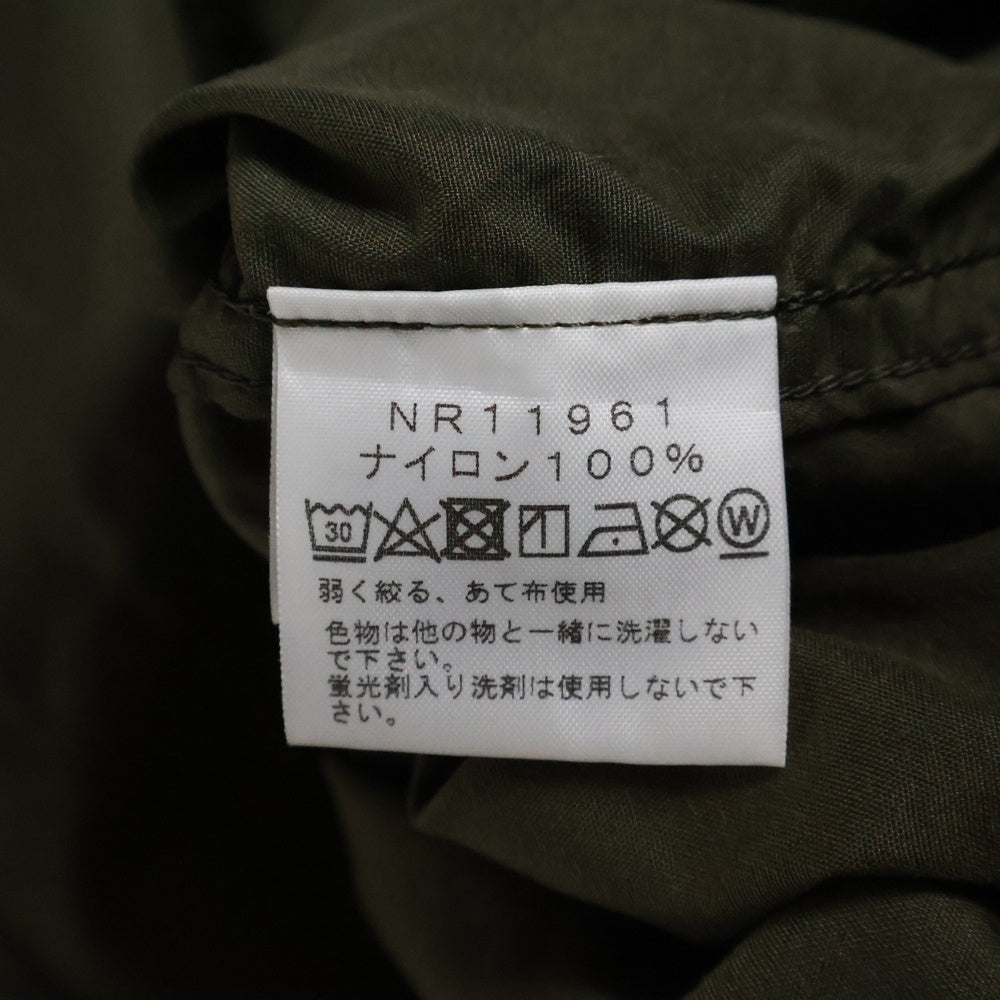 NR11961
ナイロン100%
30 W
弱く絞る、あて布使用
色物は他の物と一緒に洗濯しない
で下さい。
蛍光剤入り洗剤は使用しないで下
さい。